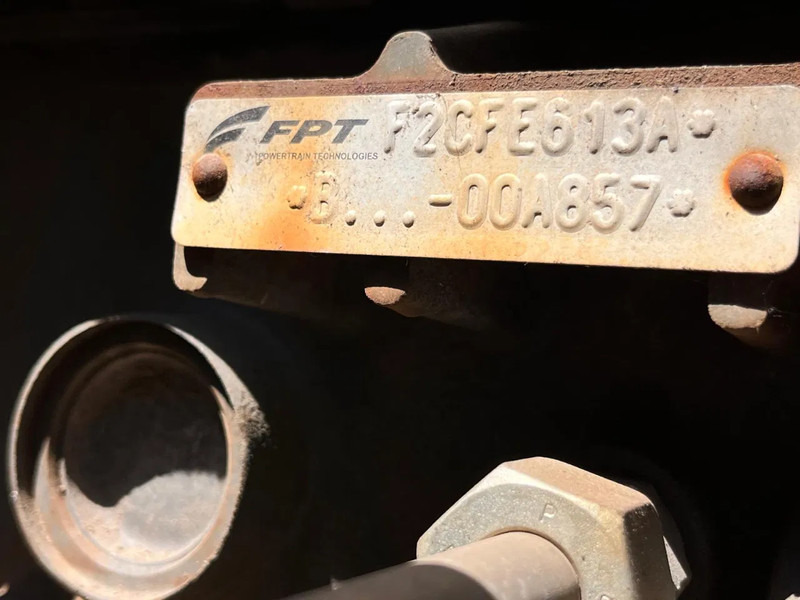 FPT F2CFE613A*
POWERTRAIN TECHNOLOGIES
*B...-00A857*
P